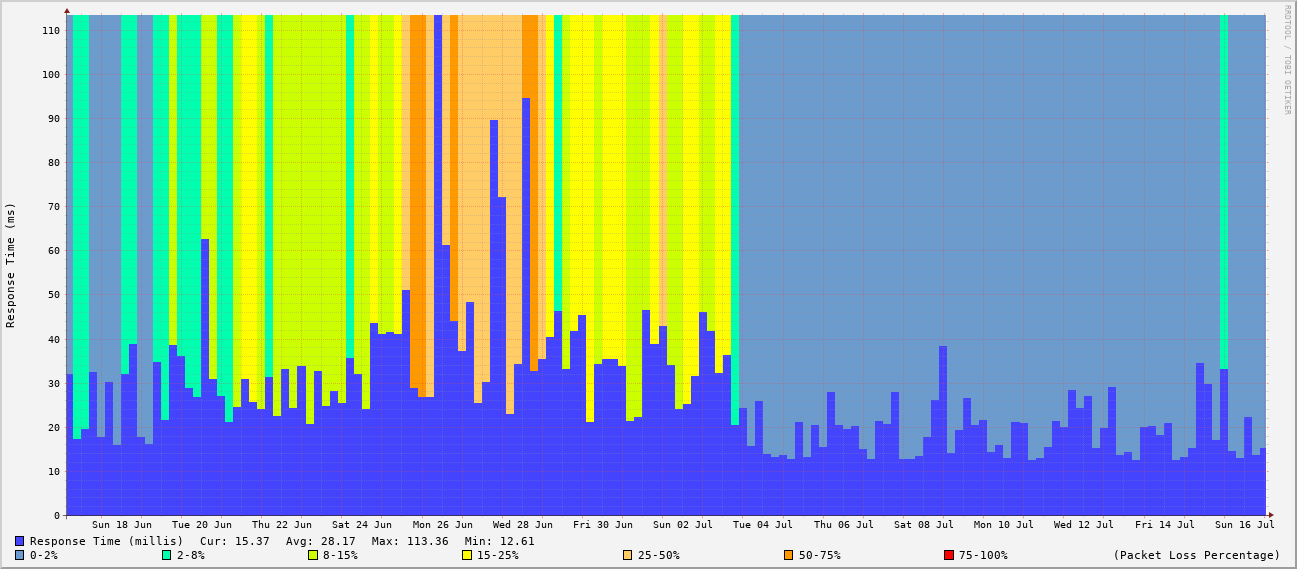 RRDTOOL / TOBI OETIKER
Response Time (ms)
110
100
90
80
70
60
50
40
30
20
10
0
Sun 18 Jun Tue 20 Jun Thu 22 Jun Sat 24 Jun Mon 26 Jun Wed 28 Jun Fri 30 Jun Sun 02 Jul Tue 04 Jul Thu 06 Jul Sat 08 Jul Mon 10 Jul Wed 12 Jul Fri 14 Jul Sun 16 Jul
Response Time (millis) Cur: 15.37 Avg: 28.17 Max: 113.36 Min: 12.61
0-2% 2-8% 8-15% 15-25% 25-50% 50-75% 75-100% (Packet Loss Percentage)